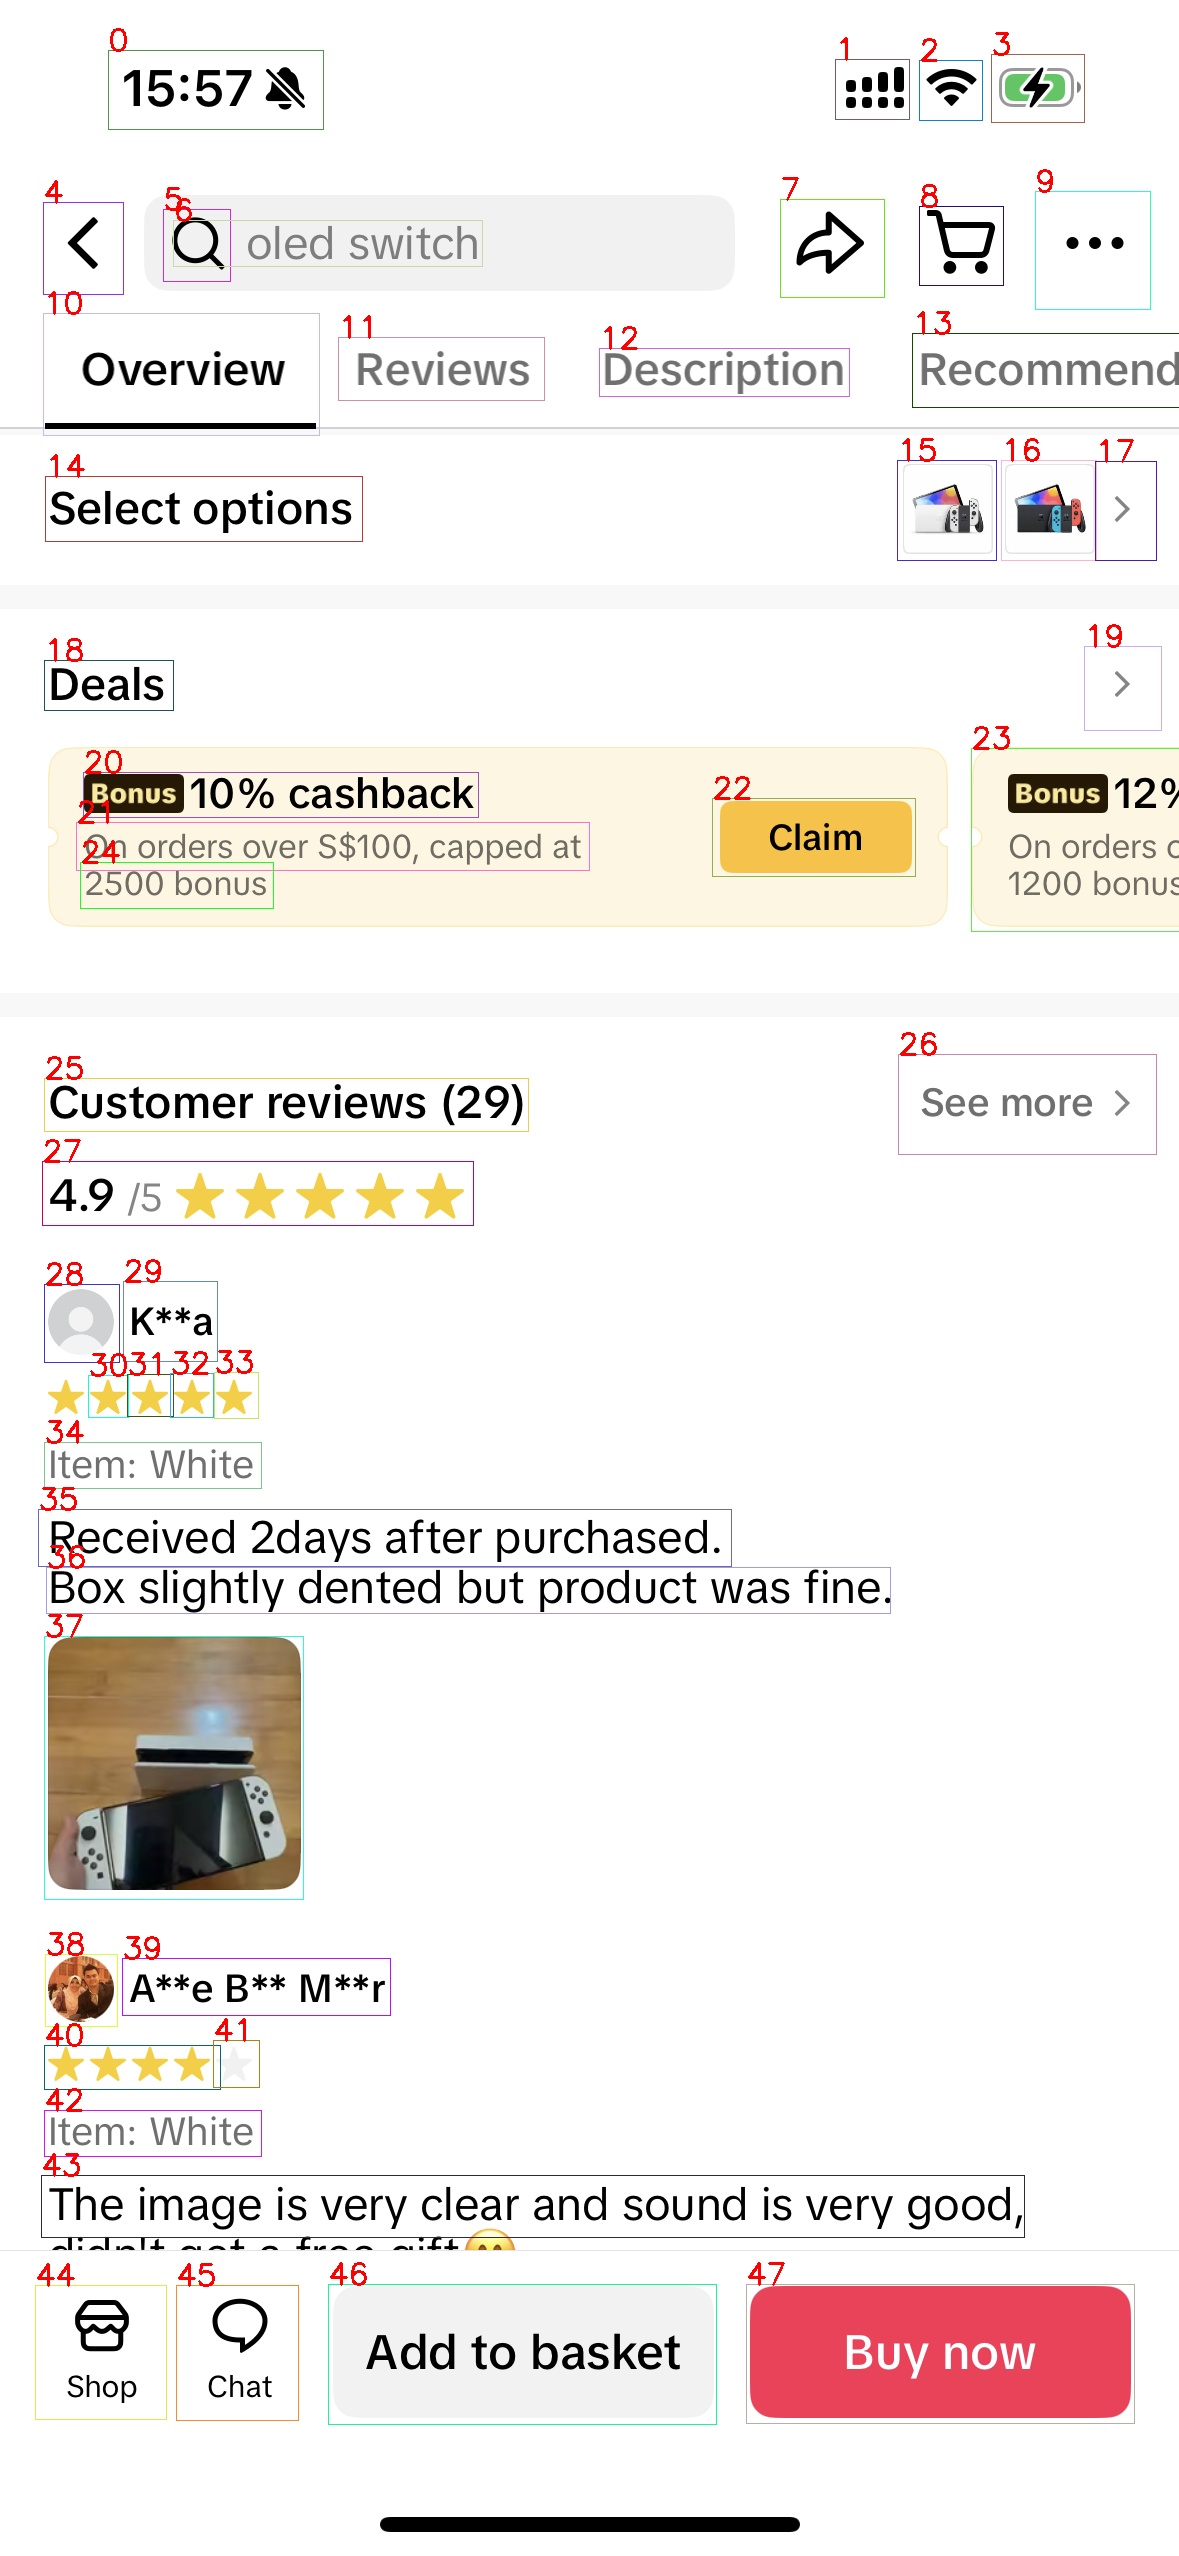 15:57
oled switch
Overview Reviews Description Recommend
Select options
Deals
Bonus 10% cashback
On orders over S$100, capped at
2500 bonus
Claim
Bonus 12%
On orders o
1200 bonus
Customer reviews (29)
See more
4.9 /5
K**a
Item: White
Received 2days after purchased.
Box slightly dented but product was fine.
A**e B** M**r
Item: White
The image is very clear and sound is very good,
didn't get a free gift
Shop
Chat
Add to basket
Buy now
0
1
2
3
4
5
6
7
8
9
10
11
12
13
14
15
16
17
18
19
20
21
22
23
24
25
26
27
28
29
30
31
32
33
34
35
36
37
38
39
40
41
42
43
44
45
46
47